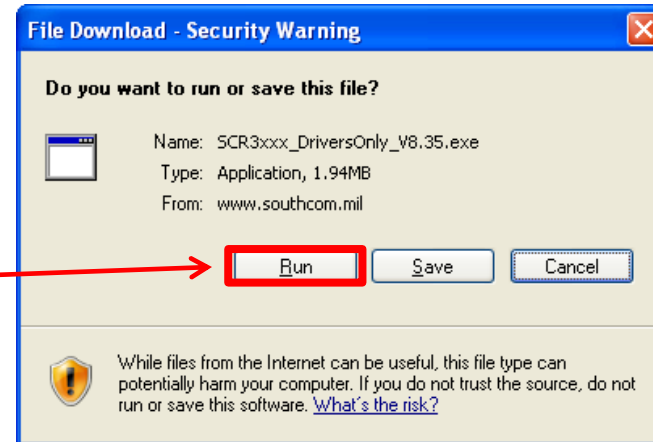 File Download - Security Warning
Do you want to run or save this file?
Name: SCR3xxx_DriversOnly_V8.35.exe
Type: Application, 1.94MB
From: www.southcom.mil
Run Save Cancel
While files from the Internet can be useful, this file type can
potentially harm your computer. If you do not trust the source, do not
run or save this software. What's the risk?